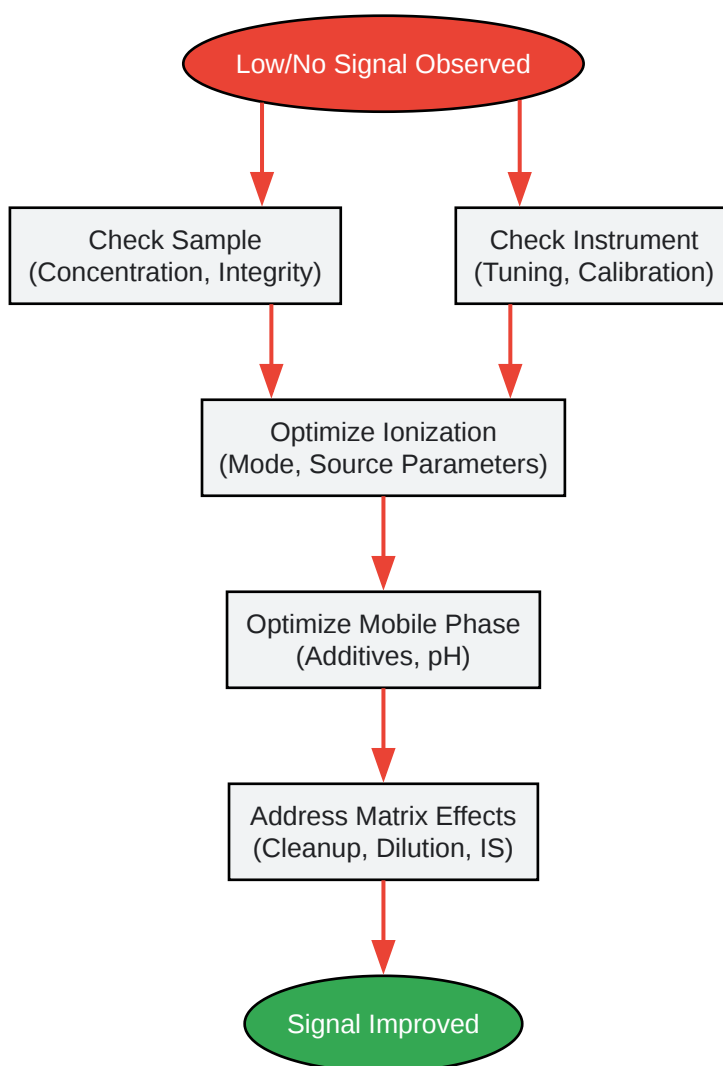 Low/No Signal Observed
Check Sample
(Concentration, Integrity)
Check Instrument
(Tuning, Calibration)
Optimize Ionization
(Mode, Source Parameters)
Optimize Mobile Phase
(Additives, pH)
Address Matrix Effects
(Cleanup, Dilution, IS)
Signal Improved